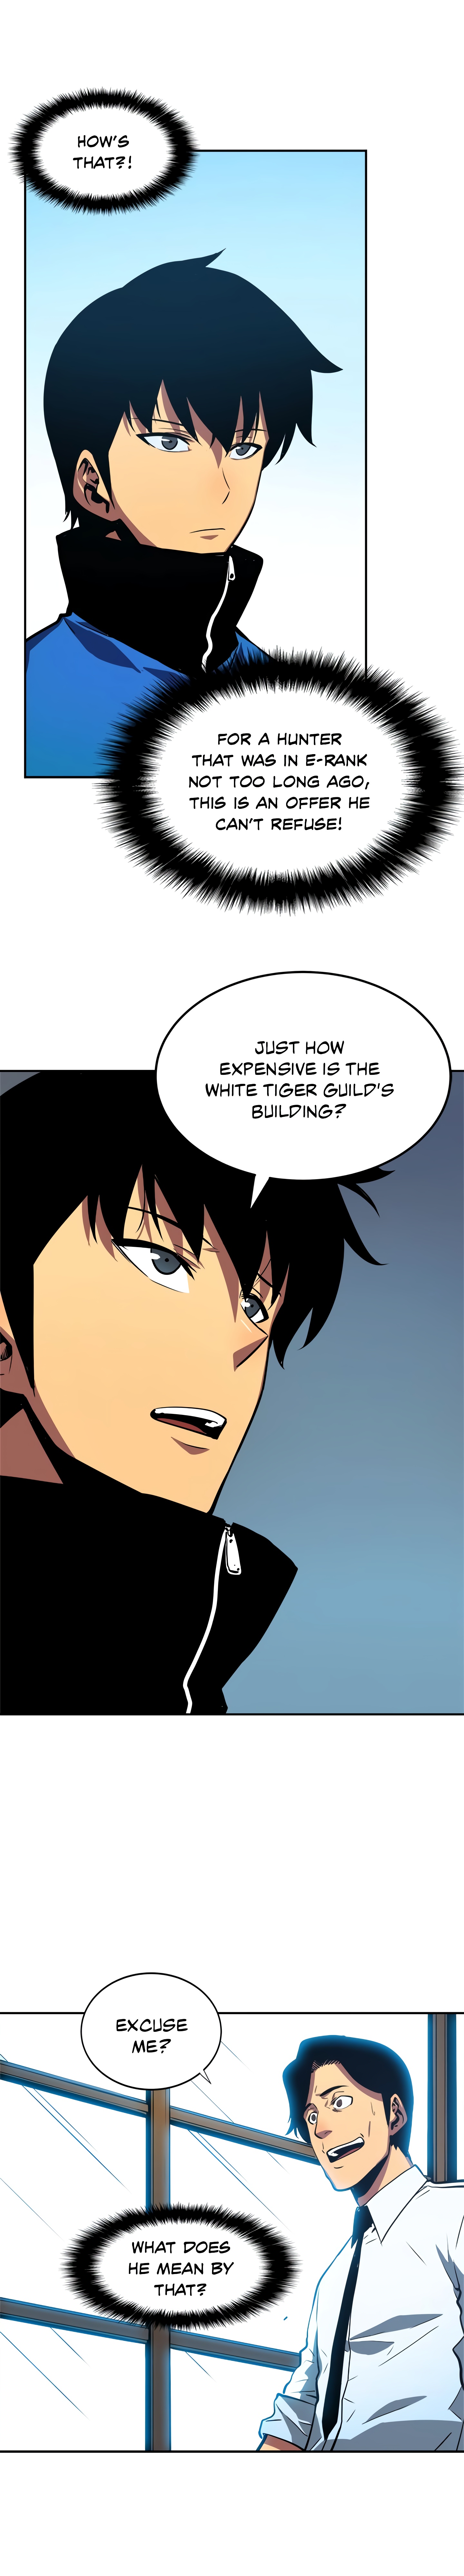 HOW'S
THAT?!
FOR A HUNTER
THAT WAS IN E-RANK
NOT TOO LONG AGO,
THIS IS AN OFFER HE
CAN'T REFUSE!
JUST HOW
EXPENSIVE IS THE
WHITE TIGER GUILD'S
BUILDING?
EXCUSE
ME?
WHAT DOES
HE MEAN BY
THAT?